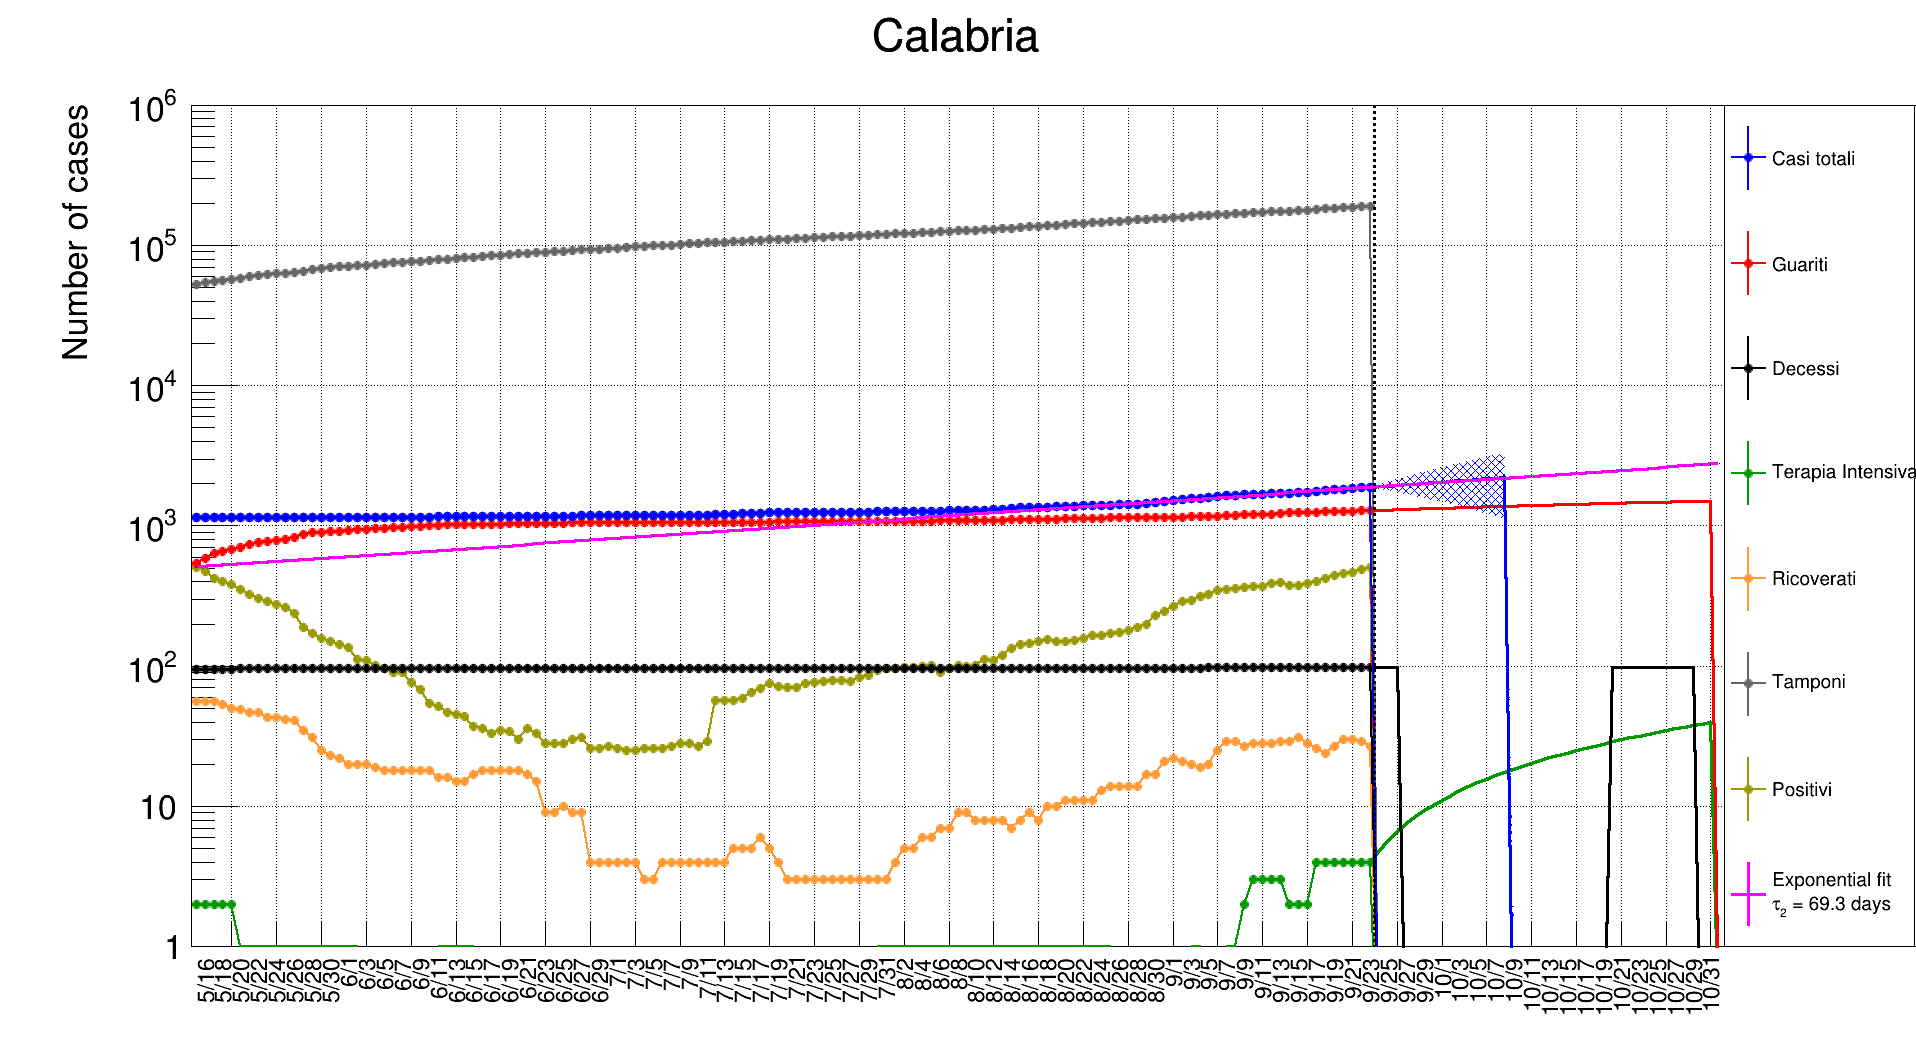 Calabria
Number of cases
10^6
10^5
10^4
10^3
10^2
10
1
5/16 5/18 5/20 5/22 5/24 5/26 5/28 5/30 6/1 6/3 6/5 6/7 6/9 6/11 6/13 6/15 6/17 6/19 6/21 6/23 6/25 6/27 6/29 7/1 7/3 7/5 7/7 7/9 7/11 7/13 7/15 7/17 7/19 7/21 7/23 7/25 7/27 7/29 7/31 8/2 8/4 8/6 8/8 8/10 8/12 8/14 8/16 8/18 8/20 8/22 8/24 8/26 8/28 8/30 9/1 9/3 9/5 9/7 9/9 9/11 9/13 9/15 9/17 9/19 9/21 9/23 9/25 9/27 9/29 10/1 10/3 10/5 10/7 10/9 10/11 10/13 10/15 10/17 10/19 10/21 10/23 10/25 10/27 10/29 10/31
Casi totali
Guariti
Decessi
Terapia Intensiva
Ricoverati
Tamponi
Positivi
Exponential fit
τ_2 = 69.3 days